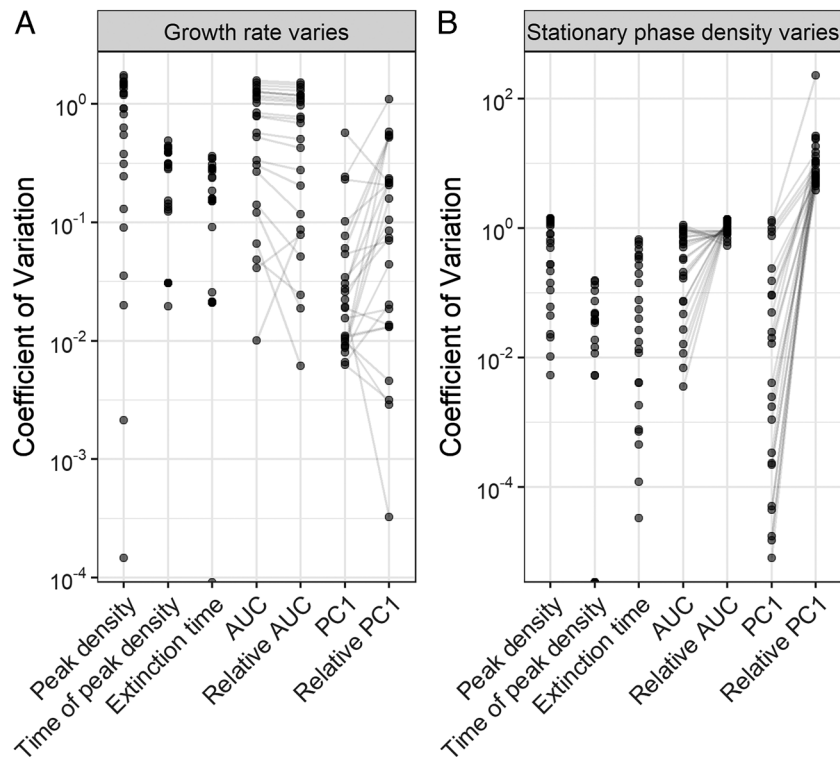 A
Growth rate varies
Coefficient of Variation
10^0
10^-1
10^-2
10^-3
10^-4
Peak density
Time of peak density
Extinction time
AUC
Relative AUC
PC1
Relative PC1
B
Stationary phase density varies
Coefficient of Variation
10^2
10^0
10^-2
10^-4
Peak density
Time of peak density
Extinction time
AUC
Relative AUC
PC1
Relative PC1